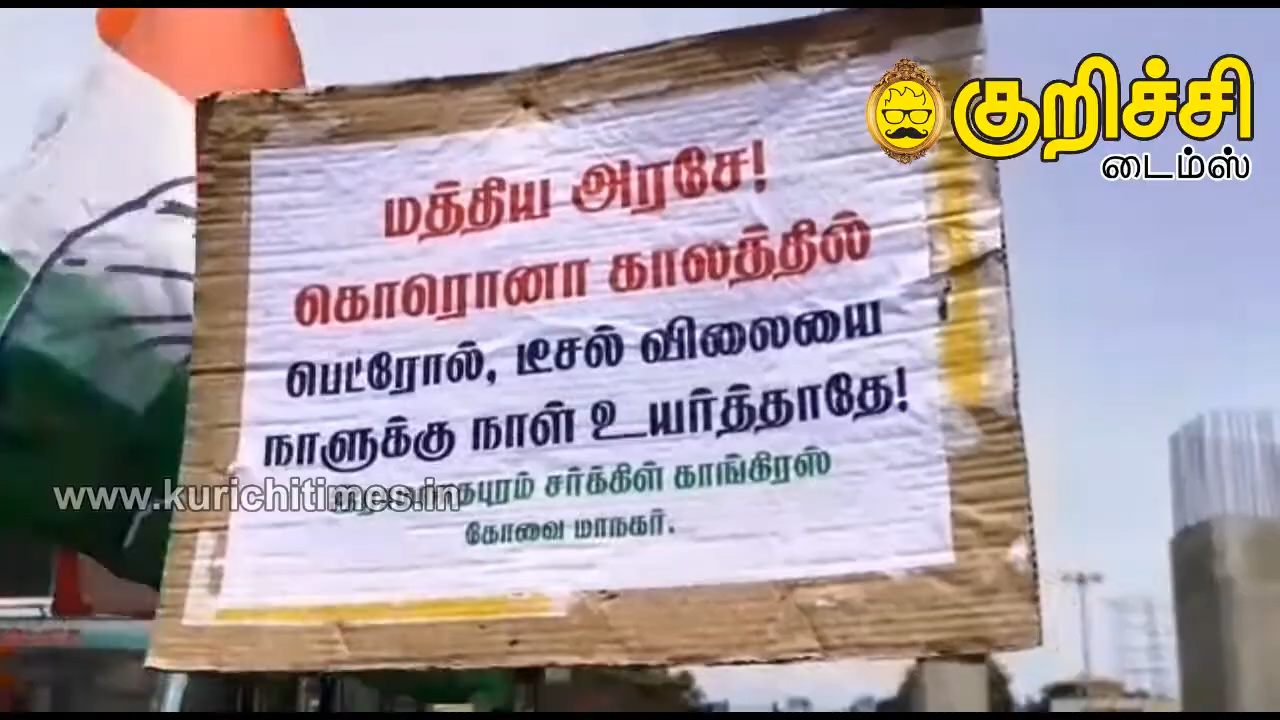 குறிச்சி
டைம்ஸ்
மத்திய அரசே!
கொரொனா காலத்தில்
பெட்ரோல், டீசல் விலையை
நாளுக்கு நாள் உயர்த்தாதே!
சர்க்கிள் காங்கிரஸ்
கோவை மாநகர்.
www.kurichitimes.in